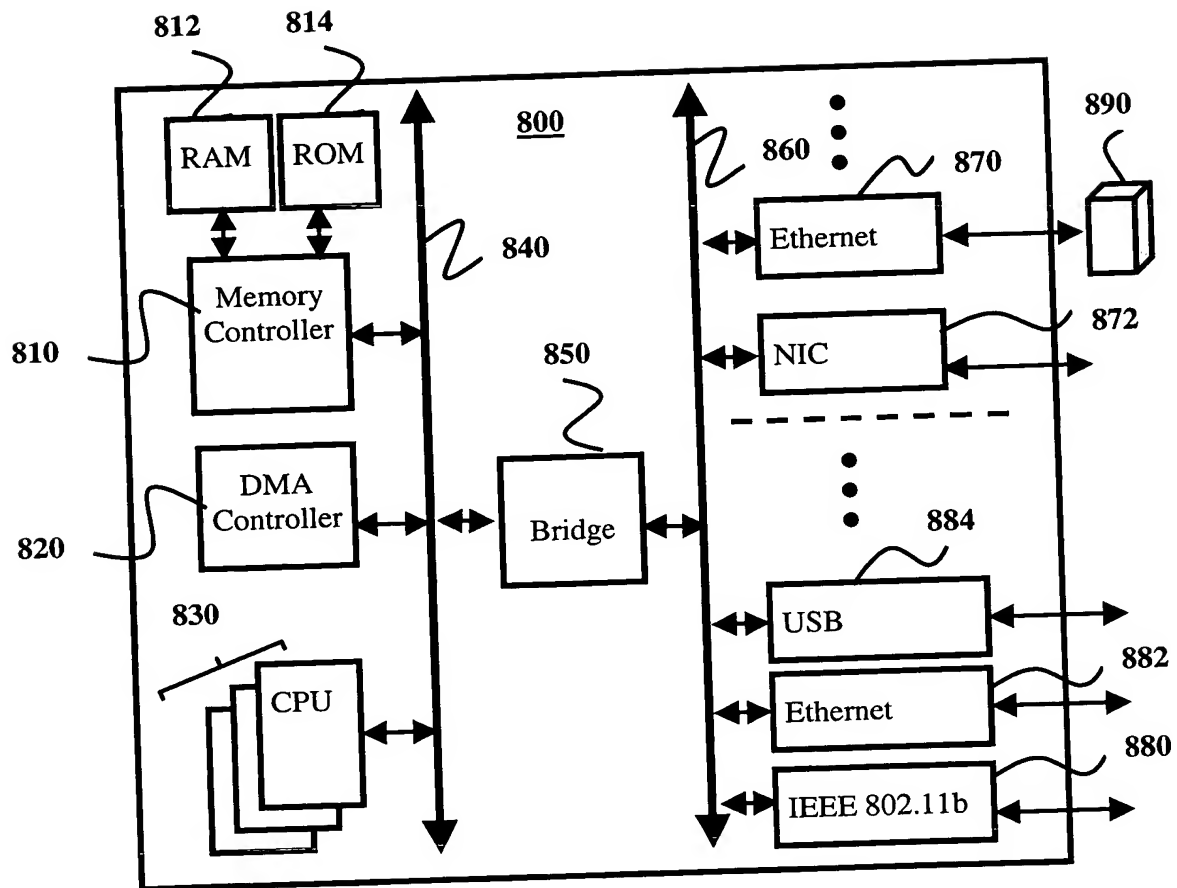 812
814
800
890
RAM
ROM
860
870
Ethernet
840
Memory
Controller
872
810
850
NIC
DMA
Controller
Bridge
884
820
USB
830
882
CPU
Ethernet
880
IEEE 802.11b